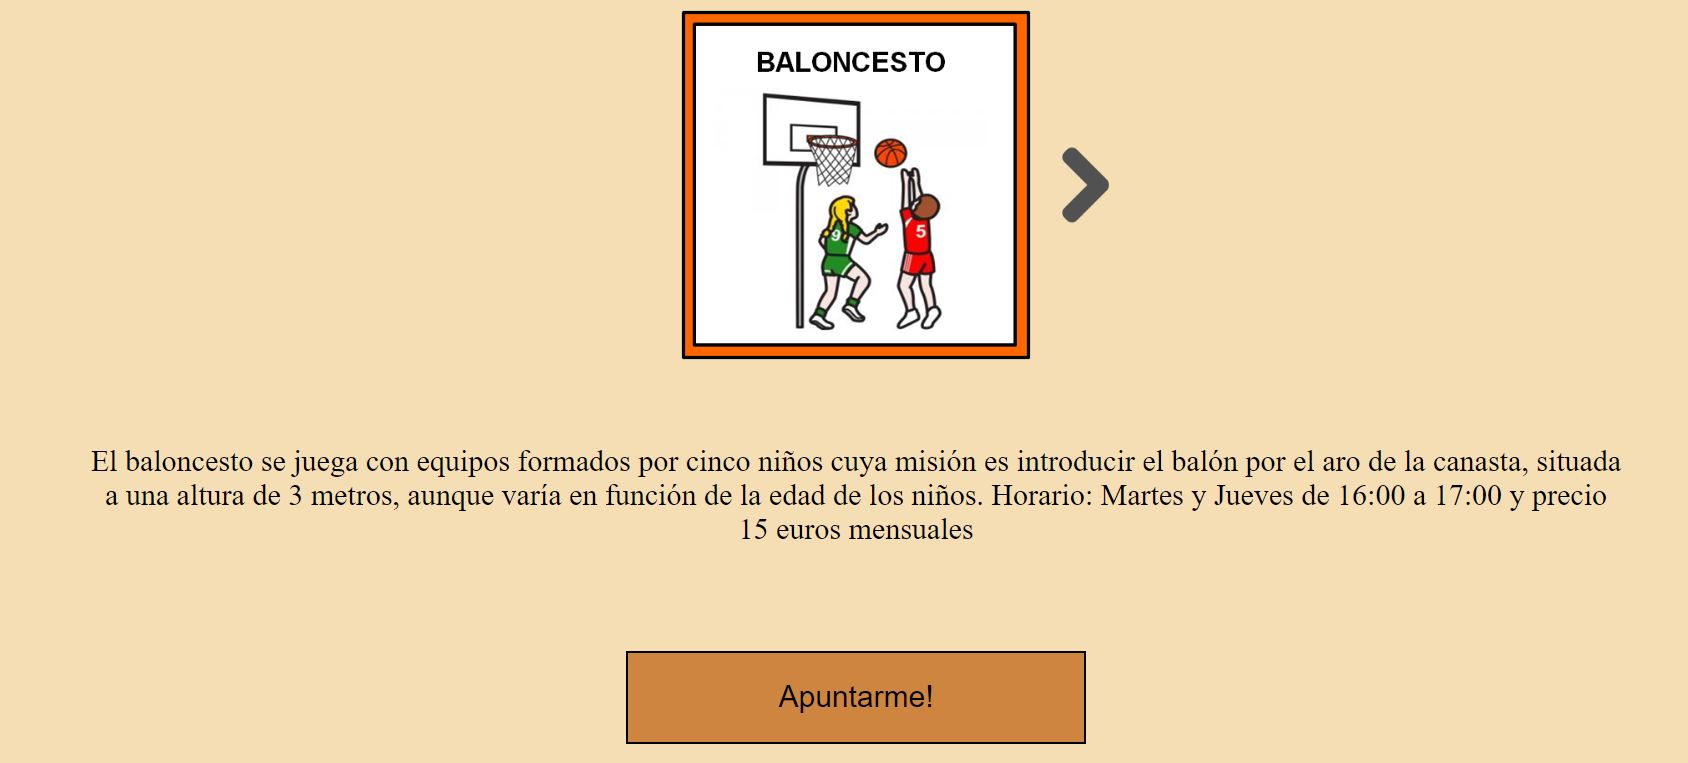 BALONCESTO
9
5
El baloncesto se juega con equipos formados por cinco niños cuya misión es introducir el balón por el aro de la canasta, situada
a una altura de 3 metros, aunque varía en función de la edad de los niños. Horario: Martes y Jueves de 16:00 a 17:00 y precio
15 euros mensuales
Apuntarme!